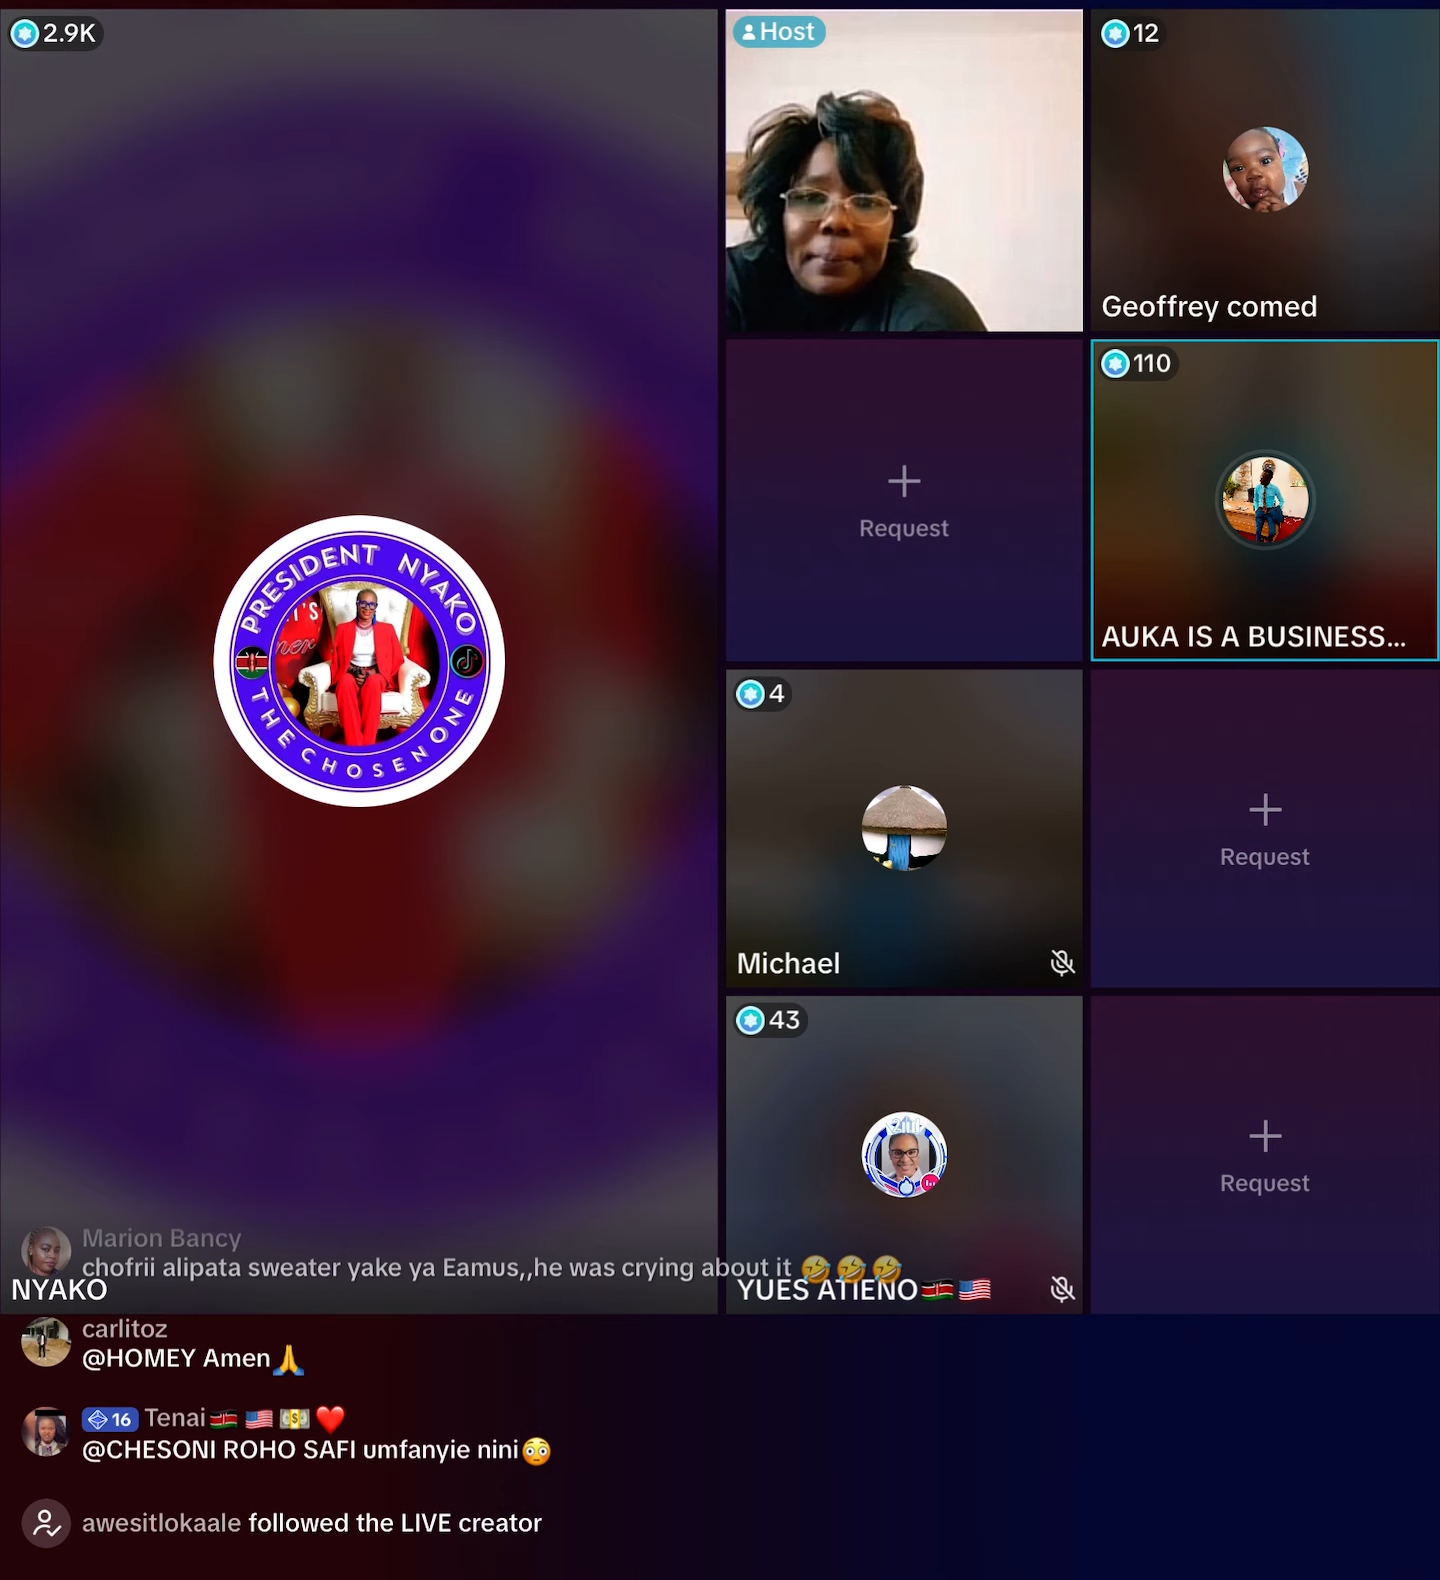 2.9K
PRESIDENT NYAKO
THE CHOSEN ONE
NYAKO
Host
12
Geoffrey comed
Request
110
AUKA IS A BUSINESS...
4
Michael
Request
43
YUES ATIENO🇰🇪🇺🇸
Request
Marion Bancy
chofrii alipata sweater yake ya Eamus,,he was crying about it 🤣🤣🤣
carlitoz
@HOMEY Amen🙏
16 Tenai🇰🇪🇺🇸💵❤️
@CHESONI ROHO SAFI umfanyie nini😳
awesitlokaale followed the LIVE creator